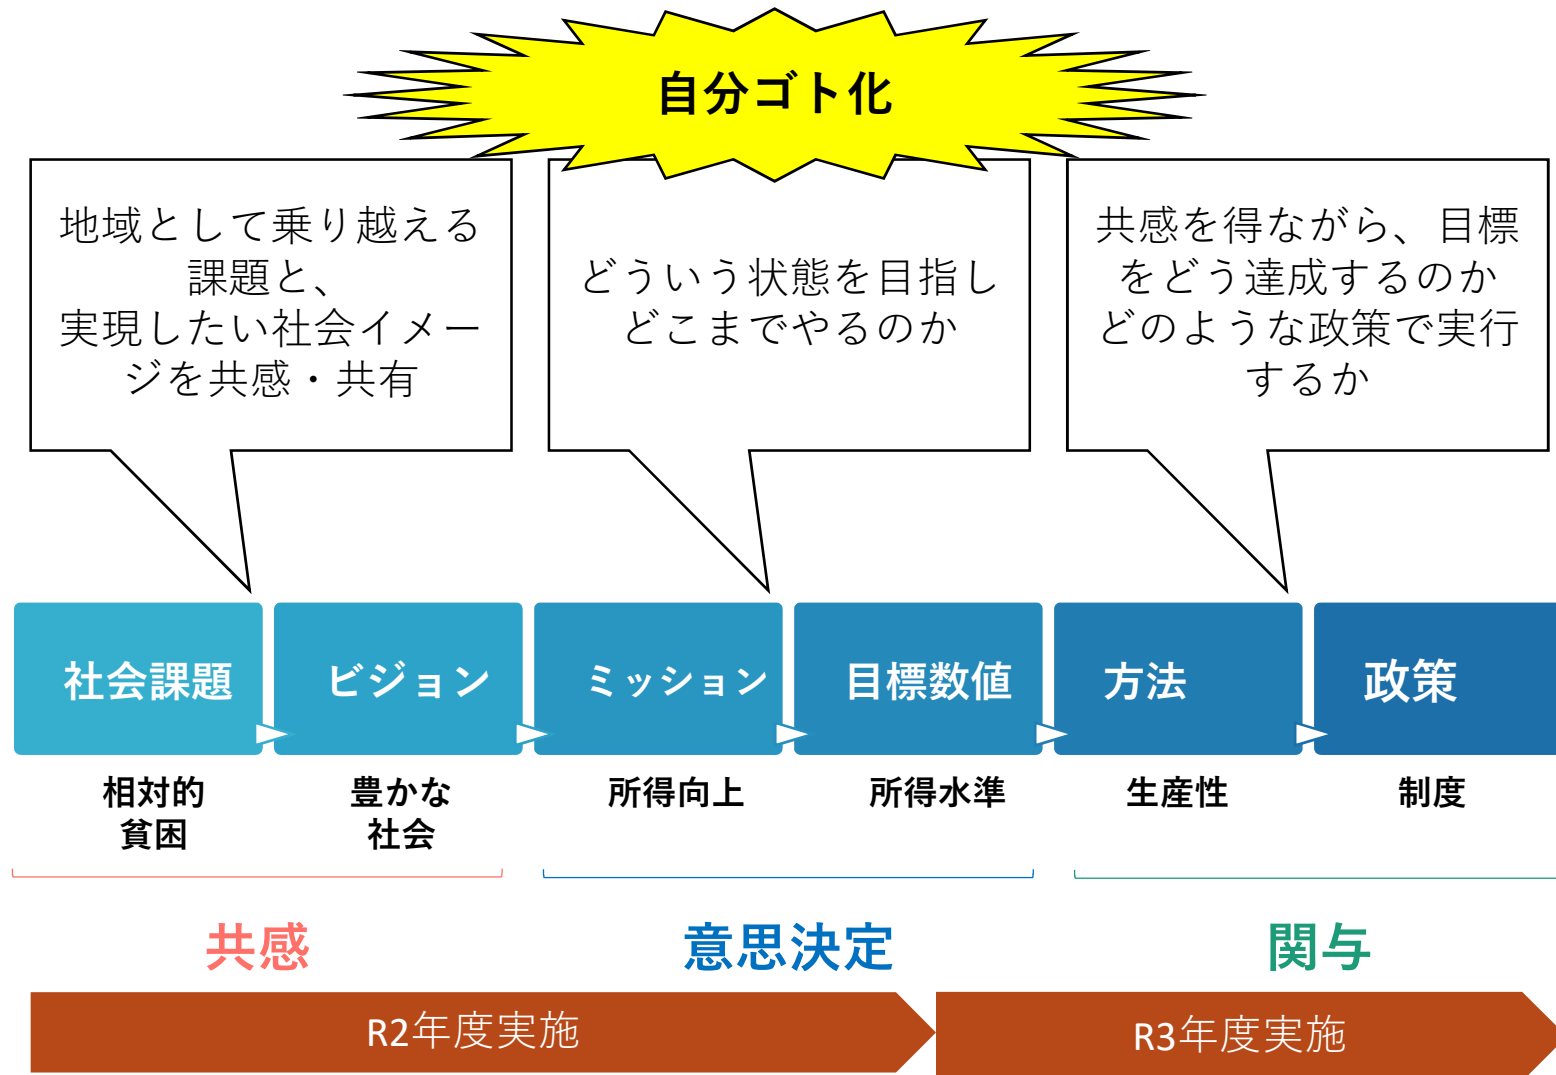 自分ゴト化
地域として乗り越える
課題と、
実現したい社会イメー
ジを共感・共有
どういう状態を目指し
どこまでやるのか
共感を得ながら、目標
をどう達成するのか
どのような政策で実行
するか
社会課題
ビジョン
ミッション
目標数値
方法
政策
相対的
貧困
豊かな
社会
所得向上
所得水準
生産性
制度
共感
意思決定
関与
R2年度実施
R3年度実施